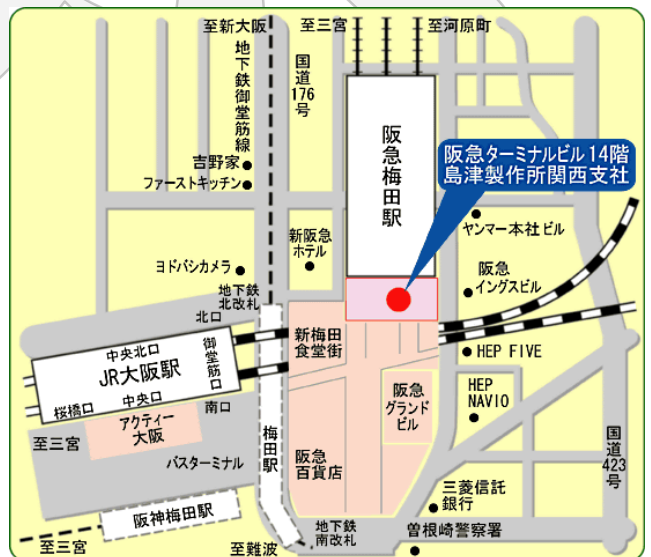 至新大阪
至三宮
至河原町
地下鉄御堂筋線
国道176号
阪急梅田駅
阪急ターミナルビル 14階
島津製作所関西支社
吉野家
ファーストキッチン
新阪急
ホテル
ヤンマー本社ビル
ヨドバシカメラ
阪急
イングスビル
地下鉄
北改札
北口
中央北口
御堂筋口
新梅田
食堂街
JR大阪駅
HEP FIVE
中央口
桜橋口
南口
アクティー
大阪
阪急
グランド
ビル
HEP
NAVIO
至三宮
バスターミナル
梅田駅
阪急
百貨店
国道423号
三菱信託
銀行
阪神梅田駅
地下鉄
南改札
曽根崎警察署
至三宮
至難波